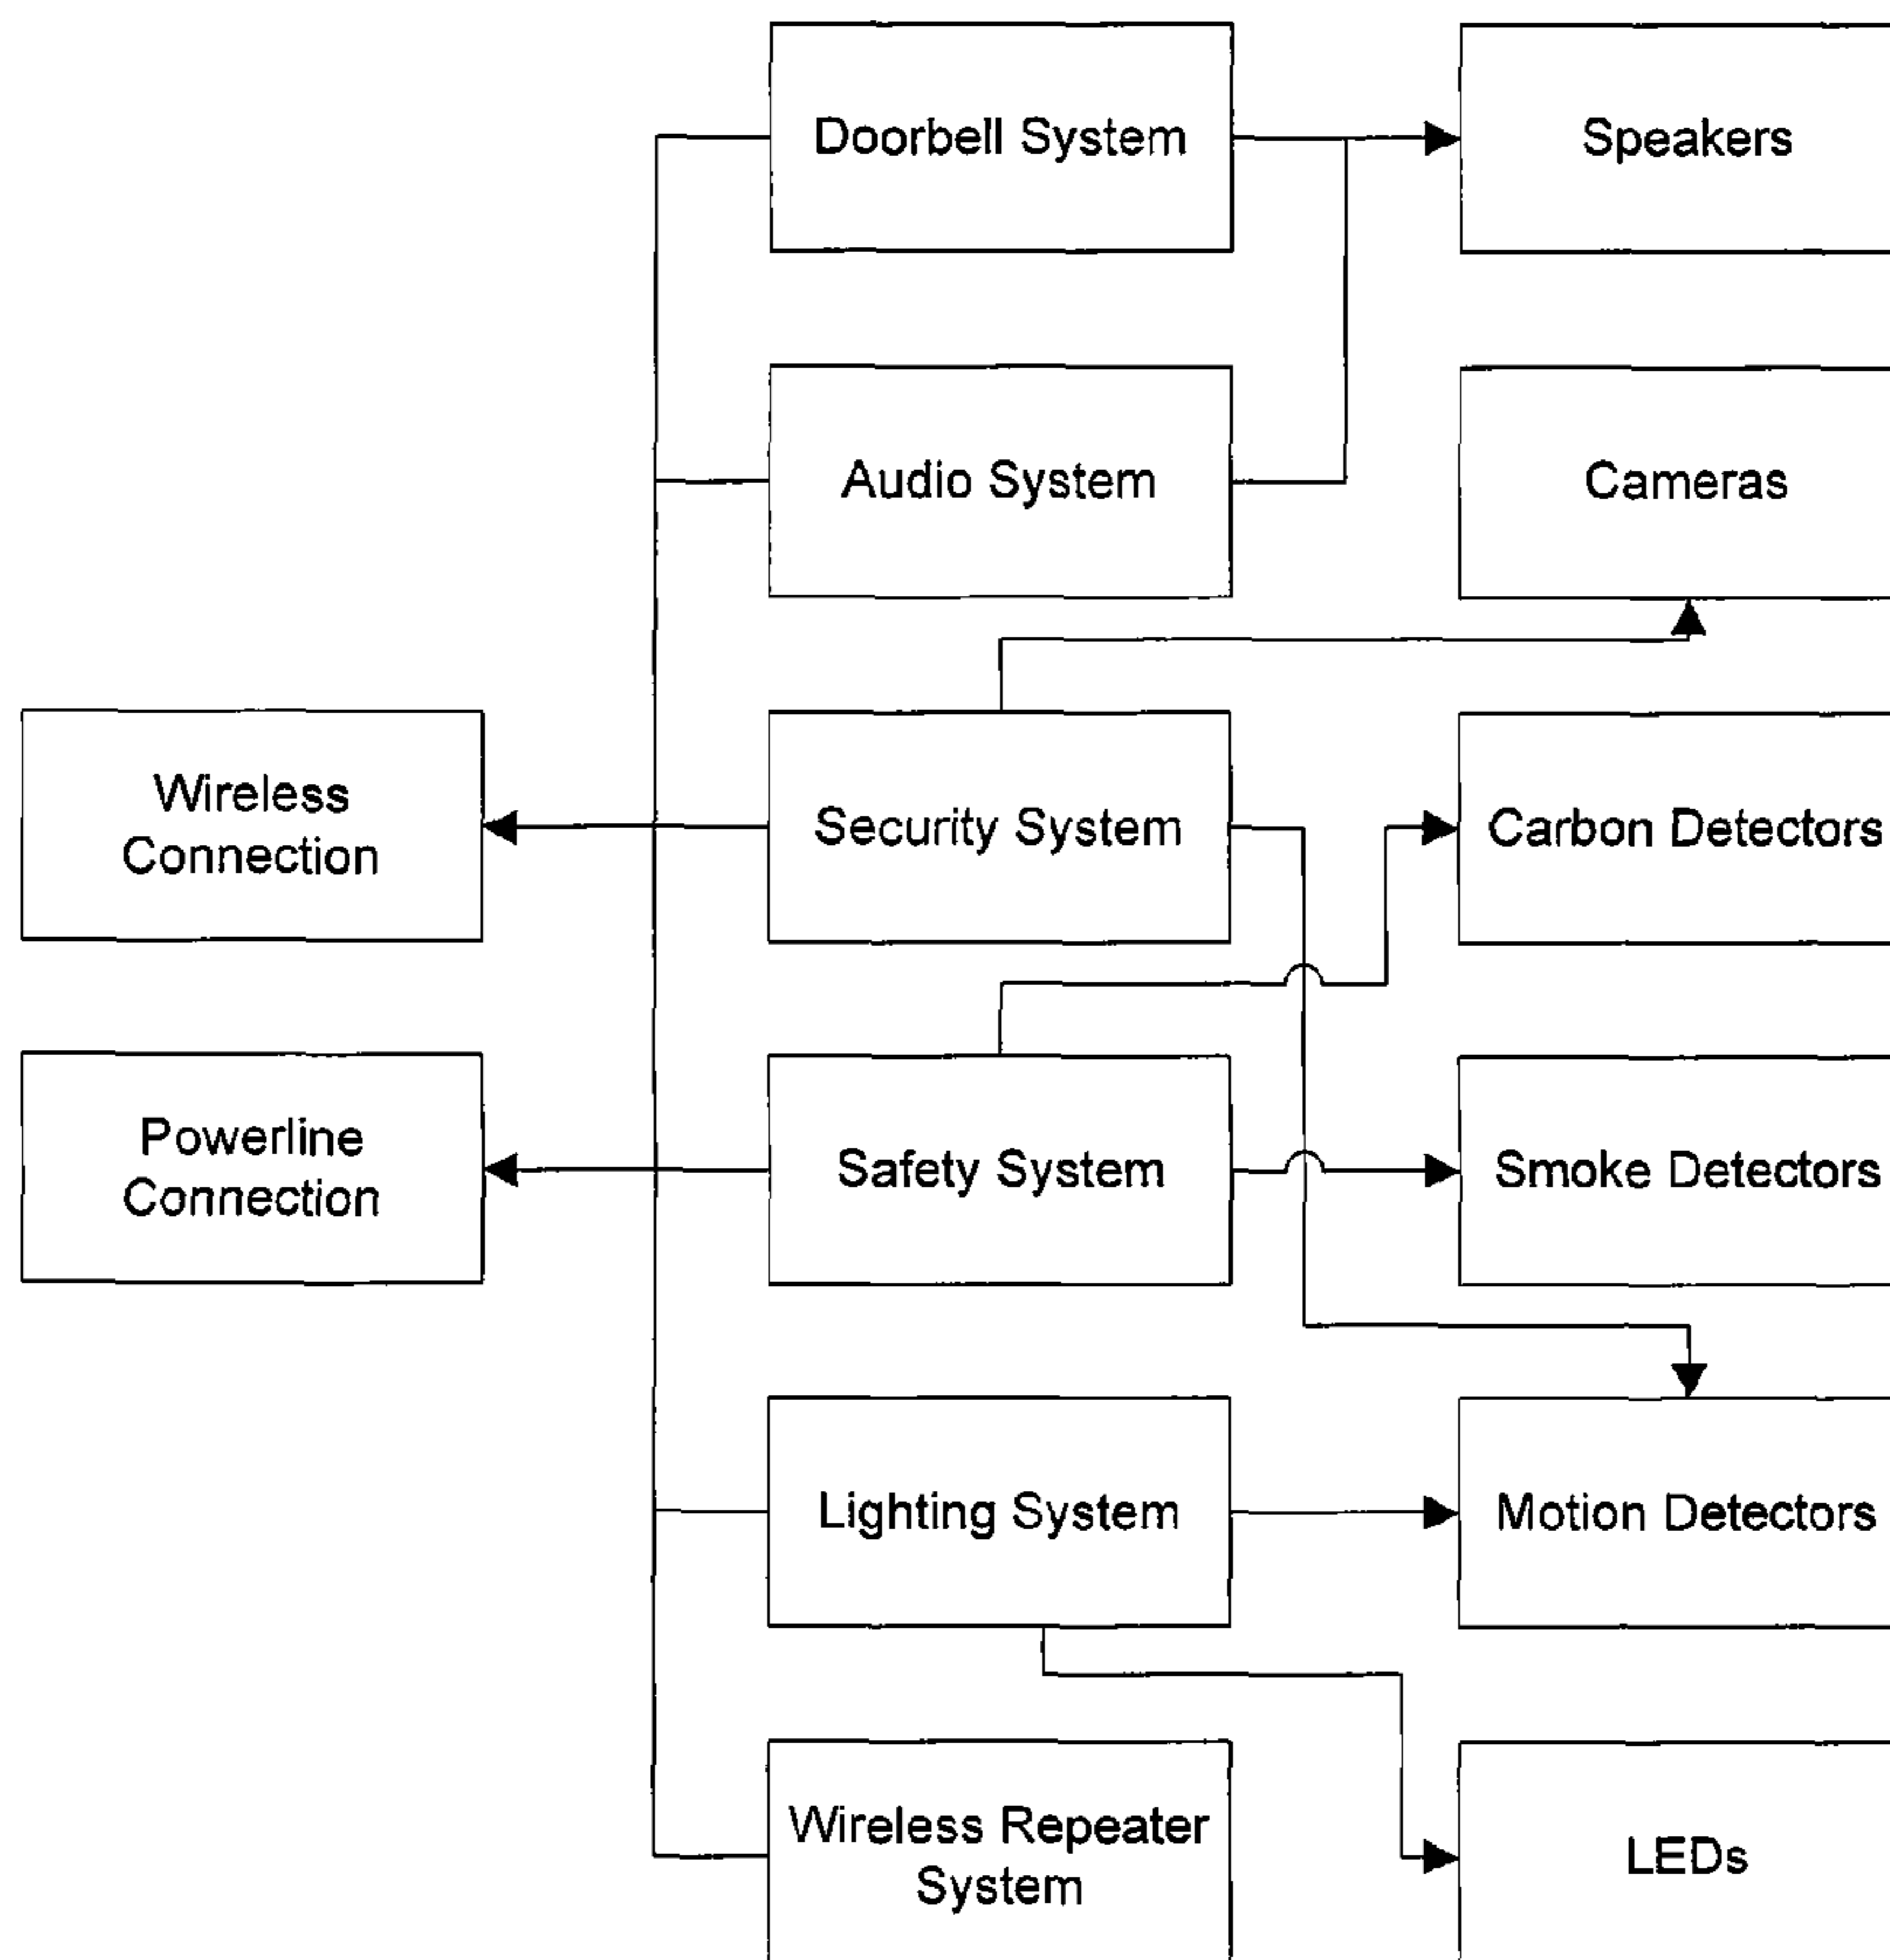 Doorbell System
Speakers
Audio System
Cameras
Wireless
Connection
Security System
Carbon Detectors
Powerline
Connection
Safety System
Smoke Detectors
Lighting System
Motion Detectors
Wireless Repeater
System
LEDs